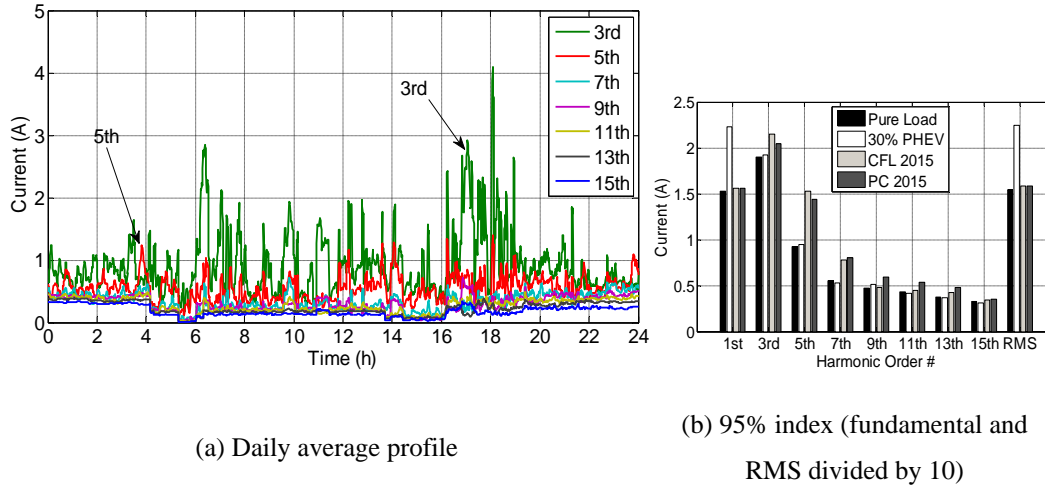 5
4
3
2
1
0
Current (A)
0 2 4 6 8 10 12 14 16 18 20 22 24
Time (h)
5th
3rd
3rd
5th
7th
9th
11th
13th
15th
(a) Daily average profile
2.5
2
1.5
1
0.5
0
Current (A)
Pure Load
30% PHEV
CFL 2015
PC 2015
1st 3rd 5th 7th 9th 11th 13th 15th RMS
Harmonic Order #
(b) 95% index (fundamental and
RMS divided by 10)